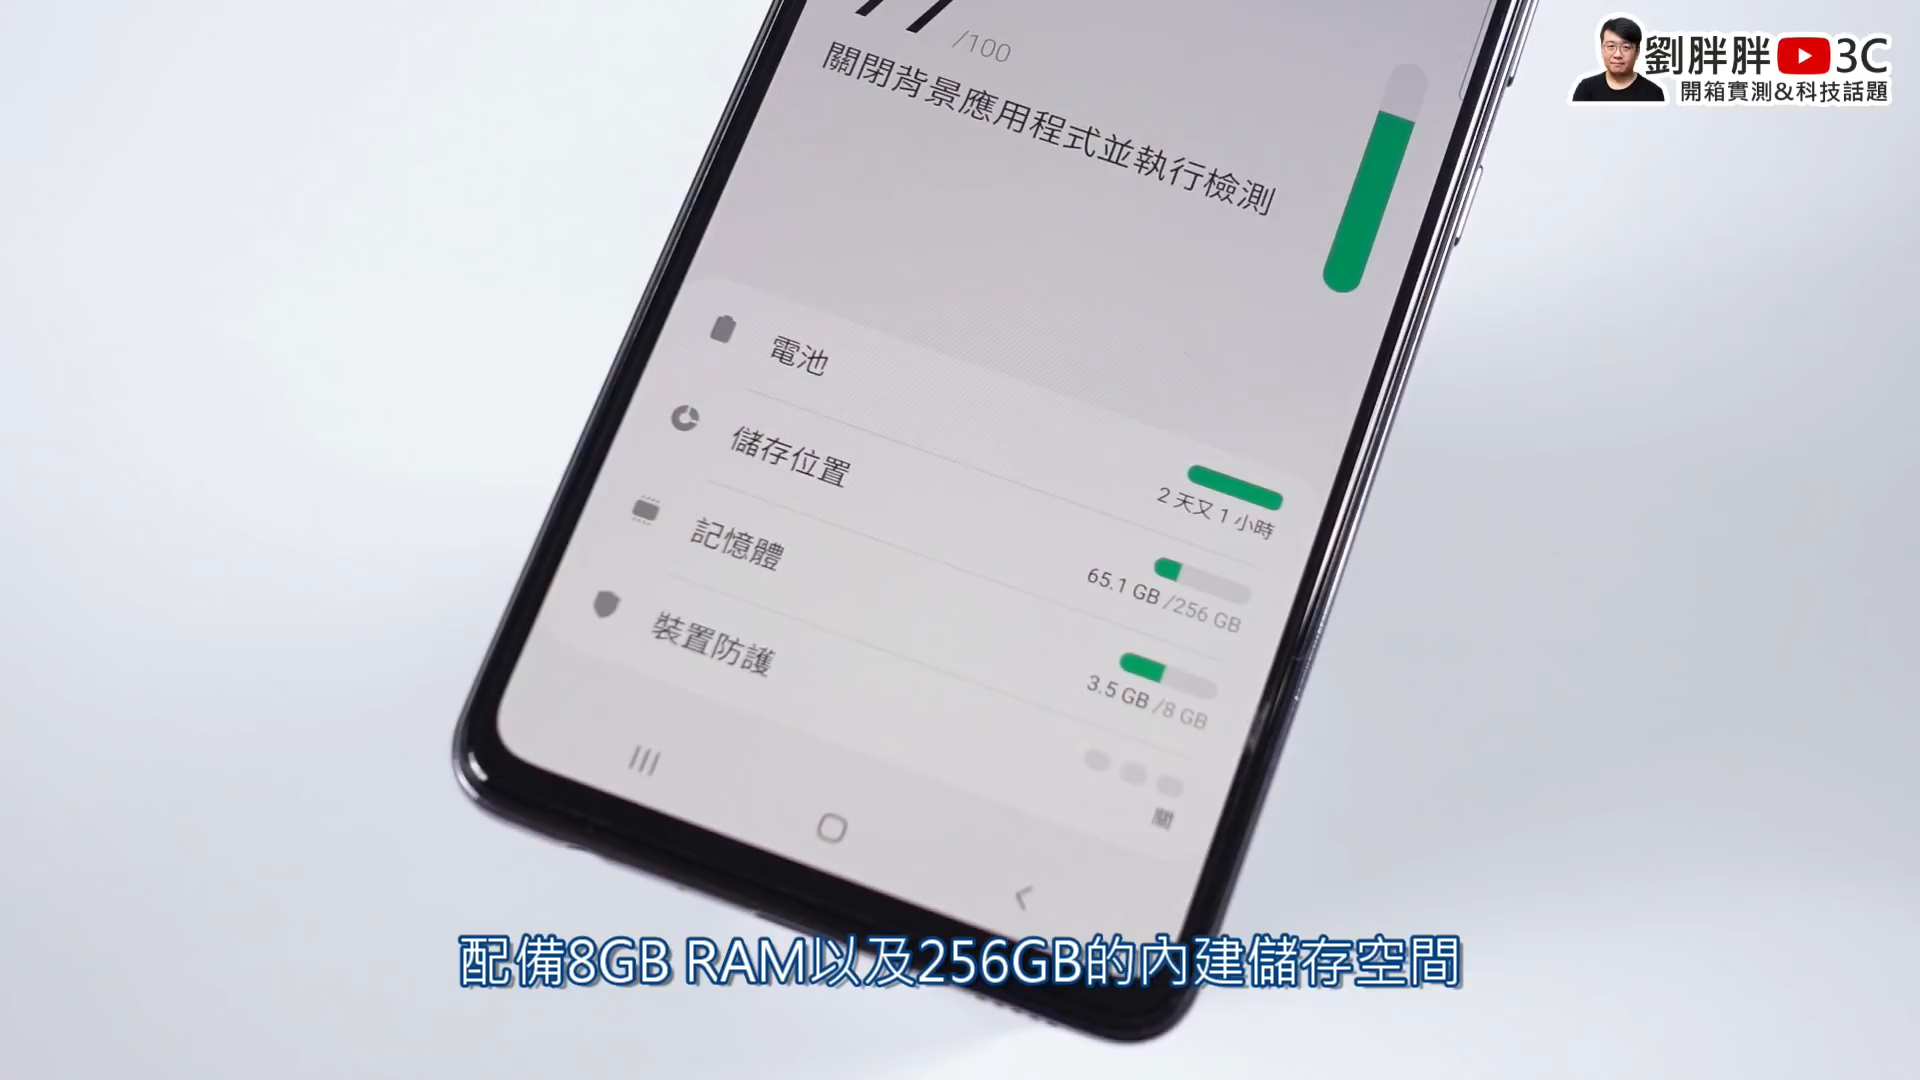 /100
關閉背景應用程式並執行檢測
電池
2 天又 1 小時
儲存位置
65.1 GB /256 GB
記憶體
3.5 GB /8 GB
裝置防護
關
劉胖胖 3C
開箱實測&科技話題
配備8GB RAM以及256GB的內建儲存空間